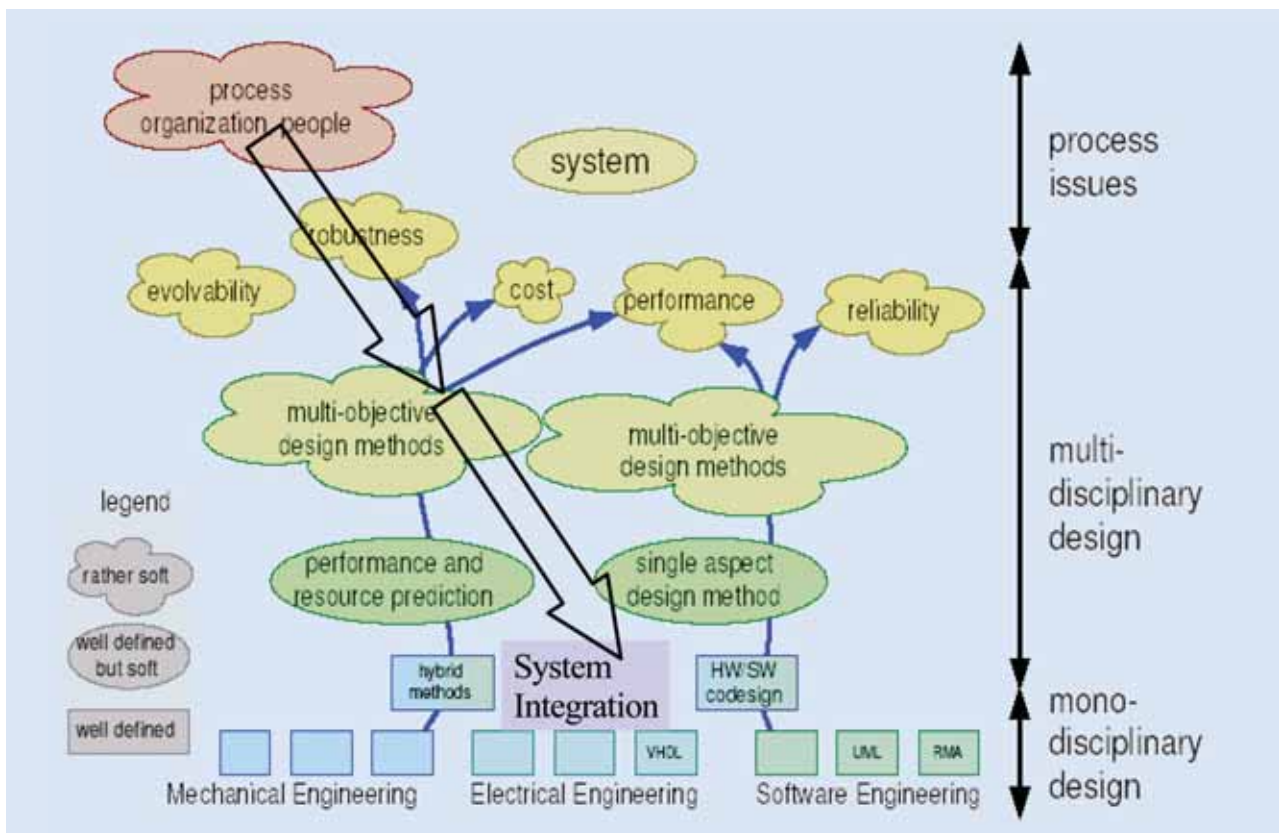 process
organization people
system
process
issues
robustness
evolvability
cost
performance
reliability
multi-objective
design methods
multi-objective
design methods
multi-
disciplinary
design
legend
rather soft
well defined
but soft
well defined
performance and
resource prediction
single aspect
design method
hybrid
methods
System
Integration
HW/SW
codesign
mono-
disciplinary
design
VHDL
UML
RMA
Mechanical Engineering
Electrical Engineering
Software Engineering